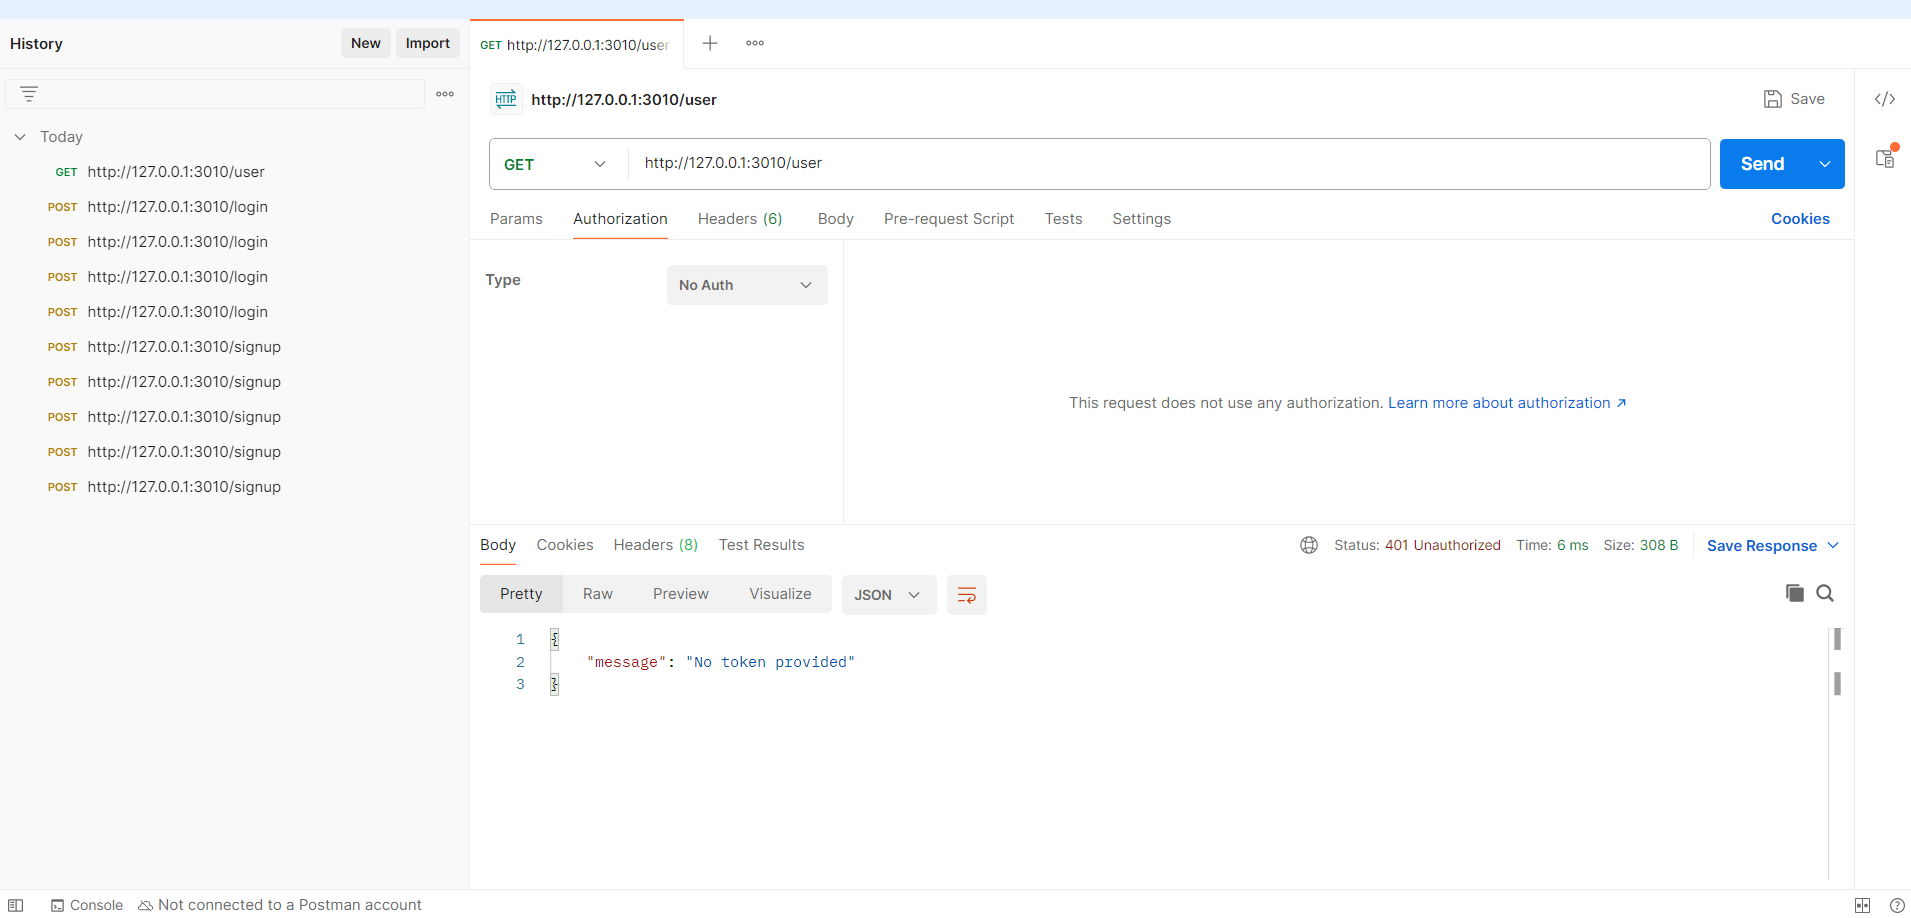 History
New
Import
Today
GET http://127.0.0.1:3010/user
POST http://127.0.0.1:3010/login
POST http://127.0.0.1:3010/login
POST http://127.0.0.1:3010/login
POST http://127.0.0.1:3010/login
POST http://127.0.0.1:3010/signup
POST http://127.0.0.1:3010/signup
POST http://127.0.0.1:3010/signup
POST http://127.0.0.1:3010/signup
POST http://127.0.0.1:3010/signup
GET http://127.0.0.1:3010/user
HTTP http://127.0.0.1:3010/user
Save
GET http://127.0.0.1:3010/user
Send
Params Authorization Headers (6) Body Pre-request Script Tests Settings
Cookies
Type
No Auth
This request does not use any authorization. Learn more about authorization ↗
Body Cookies Headers (8) Test Results
Status: 401 Unauthorized Time: 6 ms Size: 308 B
Save Response
Pretty Raw Preview Visualize JSON
1 {
2 "message": "No token provided"
3 }
Console Not connected to a Postman account